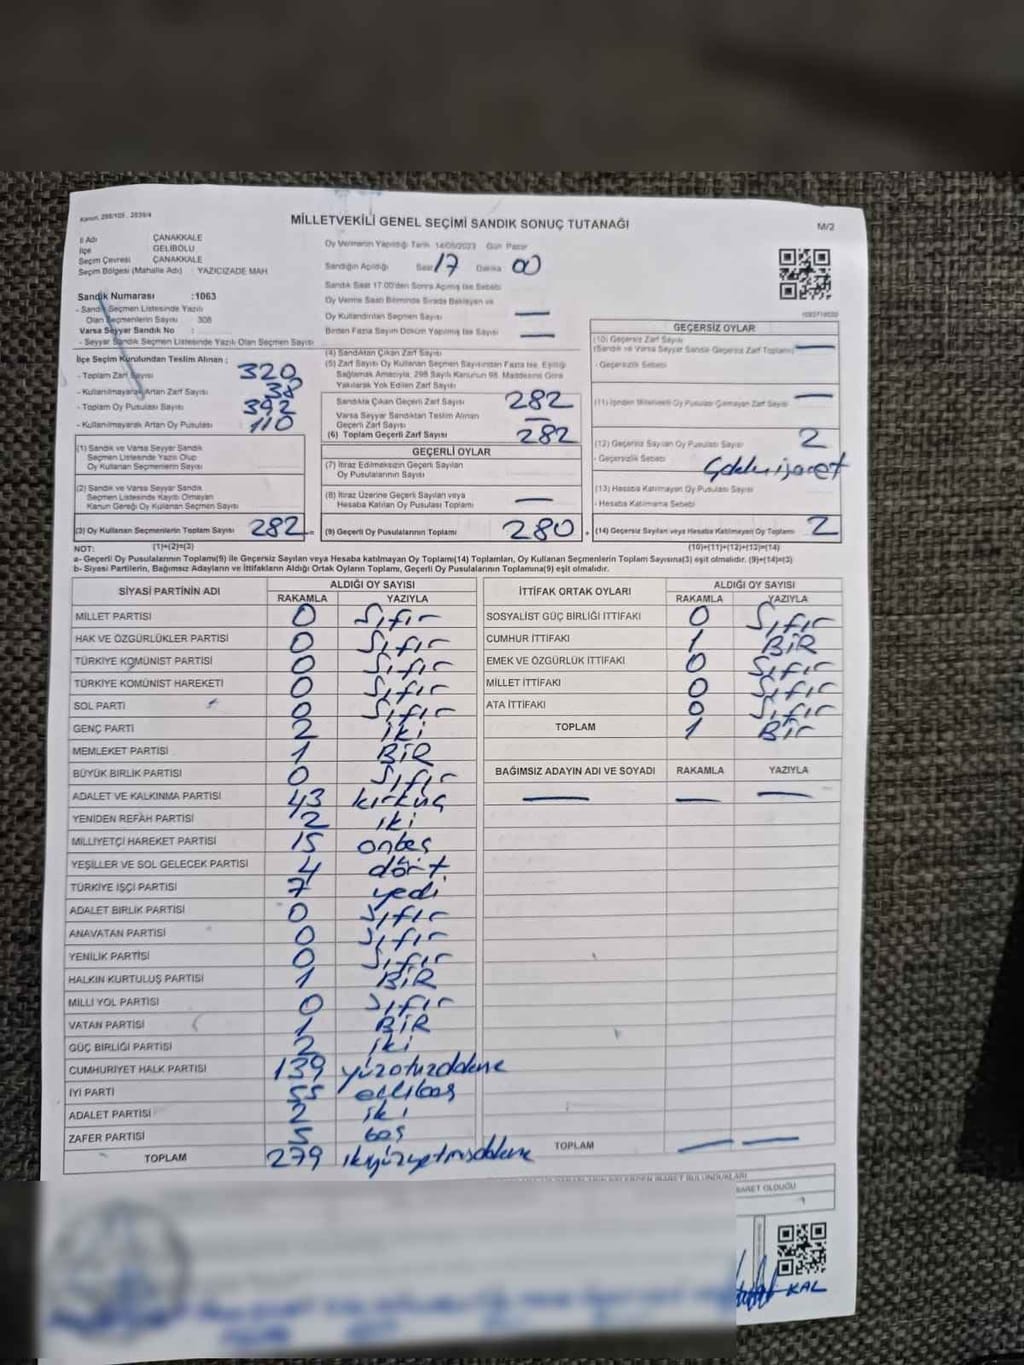 Kanun, 298/105 , 2839/4
MİLLETVEKİLİ GENEL SEÇİMİ SANDIK SONUÇ TUTANAĞI
M/2
İl Adı ÇANAKKALE
İlçe GELİBOLU
Seçim Çevresi ÇANAKKALE
Seçim Bölgesi (Mahalle Adı) YAZICIZADE MAH
Sandık Numarası :1063
- Sandık Seçmen Listesinde Yazılı
Olan Seçmenlerin Sayısı 308
Varsa Seyyar Sandık No :
- Seyyar Sandık Seçmen Listesinde Yazılı Olan Seçmen Sayısı
Oy Vermenin Yapıldığı Tarih 14/05/2023 Gün Pazar
Sandığın Açıldığı Saat 17 Dakika 00
Sandık Saat 17.00'den Sonra Açılmış İse Sebebi
Oy Verme Saati Bitiminde Sırada Bekleyen ve
Oy Kullandırılan Seçmen Sayısı —
Birden Fazla Sayım Döküm Yapılmış İse Sayısı —
İlçe Seçim Kurulundan Teslim Alınan ;
- Toplam Zarf Sayısı 320
- Kullanılmayarak Artan Zarf Sayısı 38
- Toplam Oy Pusulası Sayısı 392
- Kullanılmayarak Artan Oy Pusulası 110
(1) Sandık ve Varsa Seyyar Sandık
Seçmen Listesinde Yazılı Olup
Oy Kullanan Seçmenlerin Sayısı
(2) Sandık ve Varsa Seyyar Sandık
Seçmen Listesinde Kayıtlı Olmayan
Kanun Gereği Oy Kullanan Seçmen Sayısı
(3) Oy Kullanan Seçmenlerin Toplam Sayısı 282 =
(4) Sandıktan Çıkan Zarf Sayısı
(5) Zarf Sayısı Oy Kullanan Seçmen Sayısından Fazla İse, Eşitliği
Sağlamak Amacıyla, 298 Sayılı Kanunun 98. Maddesine Göre
Yakılarak Yok Edilen Zarf Sayısı
Sandıkta Çıkan Geçerli Zarf Sayısı 282
Varsa Seyyar Sandıktan Teslim Alınan
Geçerli Zarf Sayısı —
(6) Toplam Geçerli Zarf Sayısı 282
GEÇERLİ OYLAR
(7) İtiraz Edilmeksizin Geçerli Sayılan
Oy Pusulalarının Sayısı
(8) İtiraz Üzerine Geçerli Sayılan veya
Hesaba Katılan Oy Pusulaları Toplamı —
(9) Geçerli Oy Pusulalarının Toplamı 280 +
GEÇERSİZ OYLAR
(10) Geçersiz Zarf Sayısı
(Sandık ve Varsa Seyyar Sandık Geçersiz Zarf Toplamı) —
- Geçersizlik Sebebi
(11) İçinden Milletvekili Oy Pusulası Çıkmayan Zarf Sayısı —
(12) Geçersiz Sayılan Oy Pusulası Sayısı 2
- Geçersizlik Sebebi
(13) Hesaba Katılmayan Oy Pusulası Sayısı
- Hesaba Katılmama Sebebi
(14) Geçersiz Sayılan veya Hesaba Katılmayan Oy Toplamı 2
NOT: (1)+(2)=(3) (10)+(11)+(12)+(13)=(14)
a- Geçerli Oy Pusulalarının Toplamı(9) ile Geçersiz Sayılan veya Hesaba katılmayan Oy Toplamı(14) Toplamları, Oy Kullanan Seçmenlerin Toplam Sayısına(3) eşit olmalıdır. (9)+(14)=(3)
b- Siyasi Partilerin, Bağımsız Adayların ve İttifakların Aldığı Ortak Oyların Toplamı, Geçerli Oy Pusulalarının Toplamına(9) eşit olmalıdır.
SİYASİ PARTİNİN ADI ALDIĞI OY SAYISI
RAKAMLA YAZIYLA
MİLLET PARTİSİ 0 Sıfır
HAK VE ÖZGÜRLÜKLER PARTİSİ 0 Sıfır
TÜRKİYE KOMÜNİST PARTİSİ 0 Sıfır
TÜRKİYE KOMÜNİST HAREKETİ 0 Sıfır
SOL PARTİ 0 Sıfır
GENÇ PARTİ 2 iki
MEMLEKET PARTİSİ 1 BİR
BÜYÜK BİRLİK PARTİSİ 0 Sıfır
ADALET VE KALKINMA PARTİSİ 43 kırküç
YENİDEN REFAH PARTİSİ 2 iki
MİLLİYETÇİ HAREKET PARTİSİ 15 onbeş
YEŞİLLER VE SOL GELECEK PARTİSİ 4 dört
TÜRKİYE İŞÇİ PARTİSİ 7 yedi
ADALET BİRLİK PARTİSİ 0 Sıfır
ANAVATAN PARTİSİ 0 Sıfır
YENİLİK PARTİSİ 0 Sıfır
HALKIN KURTULUŞ PARTİSİ 1 BİR
MİLLİ YOL PARTİSİ 0 Sıfır
VATAN PARTİSİ 1 BİR
GÜÇ BİRLİĞİ PARTİSİ 2 iki
CUMHURİYET HALK PARTİSİ 139 yüzotuzdokuz
İYİ PARTİ 55 ellibeş
ADALET PARTİSİ 2 iki
ZAFER PARTİSİ 5 beş
TOPLAM 279 ikiyüzyetmişdokuz
İTTİFAK ORTAK OYLARI ALDIĞI OY SAYISI
RAKAMLA YAZIYLA
SOSYALİST GÜÇ BİRLİĞİ İTTİFAKI 0 Sıfır
CUMHUR İTTİFAKI 1 BİR
EMEK VE ÖZGÜRLÜK İTTİFAKI 0 Sıfır
MİLLET İTTİFAKI 0 Sıfır
ATA İTTİFAKI 0 Sıfır
TOPLAM 1 Bir
BAĞIMSIZ ADAYIN ADI VE SOYADI RAKAMLA YAZIYLA
— — —
TOPLAM — —
İBARET OLDUĞU
KAL